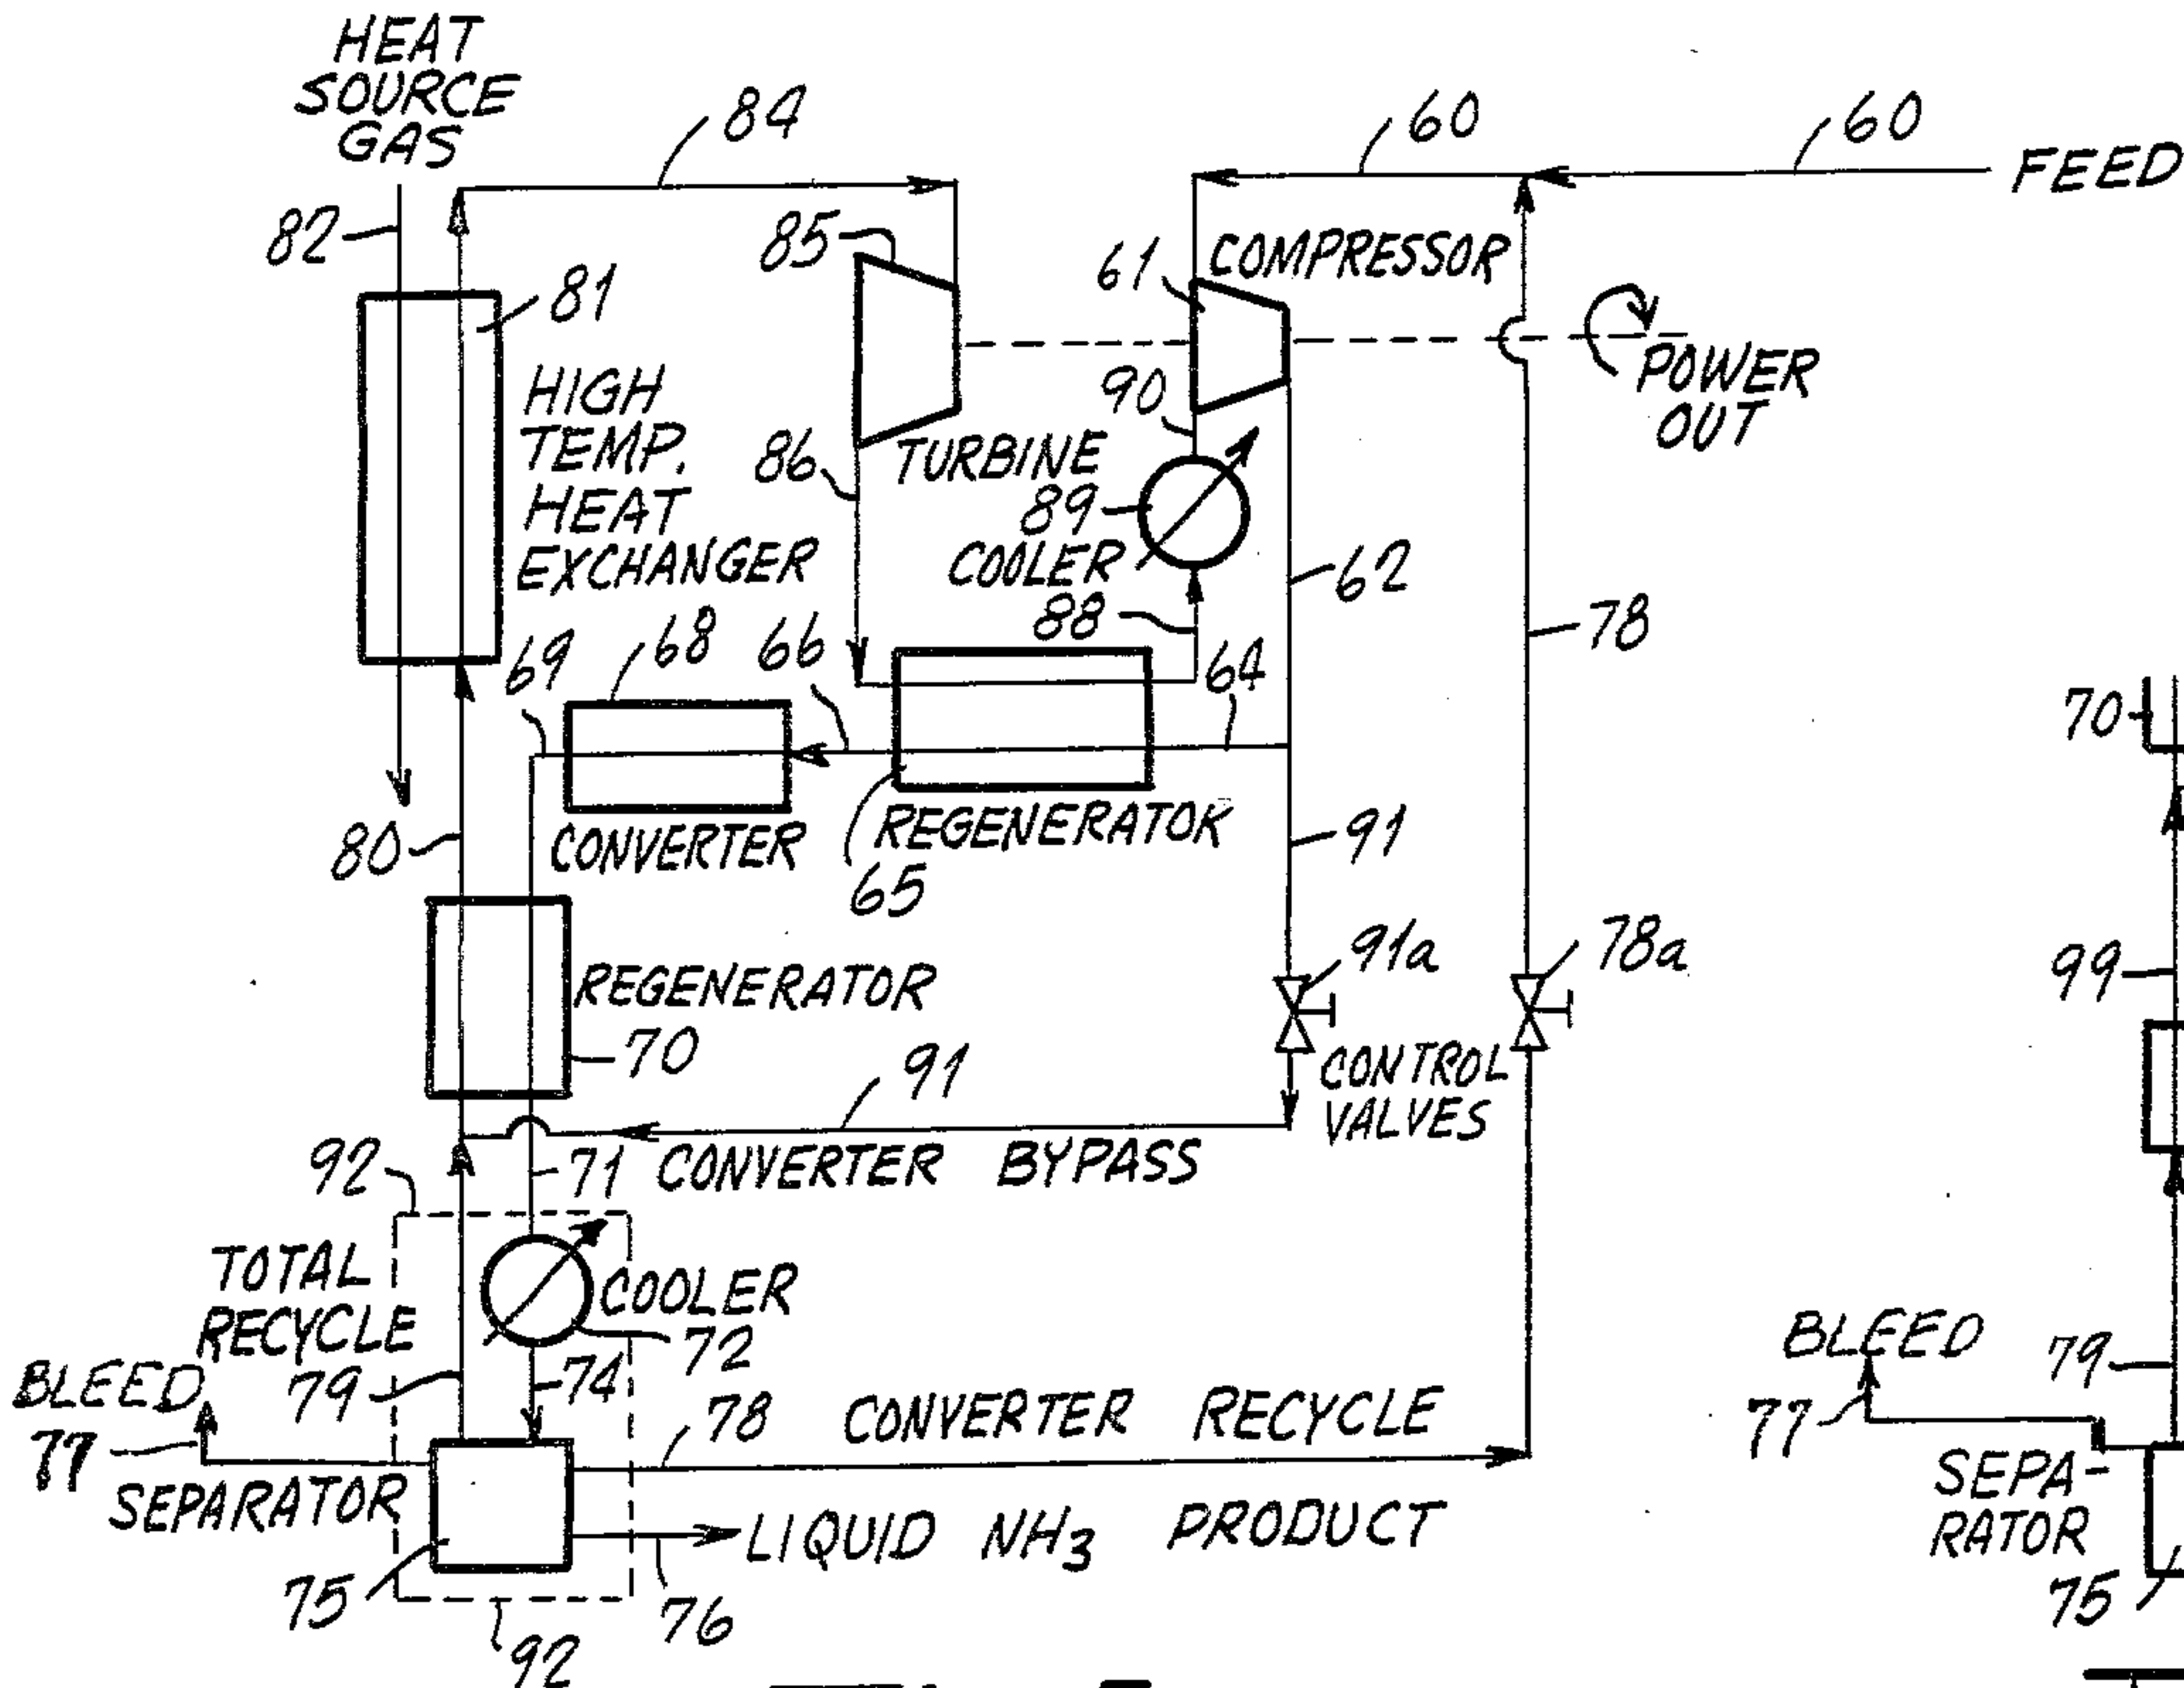 HEAT
SOURCE
GAS
84
60
60
FEED
82
85
61
COMPRESSOR
81
HIGH
TEMP.
HEAT
EXCHANGER
90
POWER
OUT
86
TURBINE
89
COOLER
88
62
78
69
68
66
64
70
80
CONVERTER
REGENERATOR
65
91
91a
78a
99
REGENERATOR
70
91
CONTROL
VALVES
92
71
CONVERTER BYPASS
TOTAL
RECYCLE
COOLER
72
BLEED
79
74
77
78
CONVERTER RECYCLE
BLEED
79
77
SEPARATOR
LIQUID NH3 PRODUCT
SEPA-
RATOR
75
76
75
92